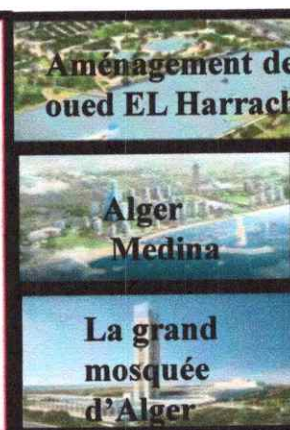 Aménagement de
oued EL Harrach
Alger
Medina
La grand
mosquée
d'Alger